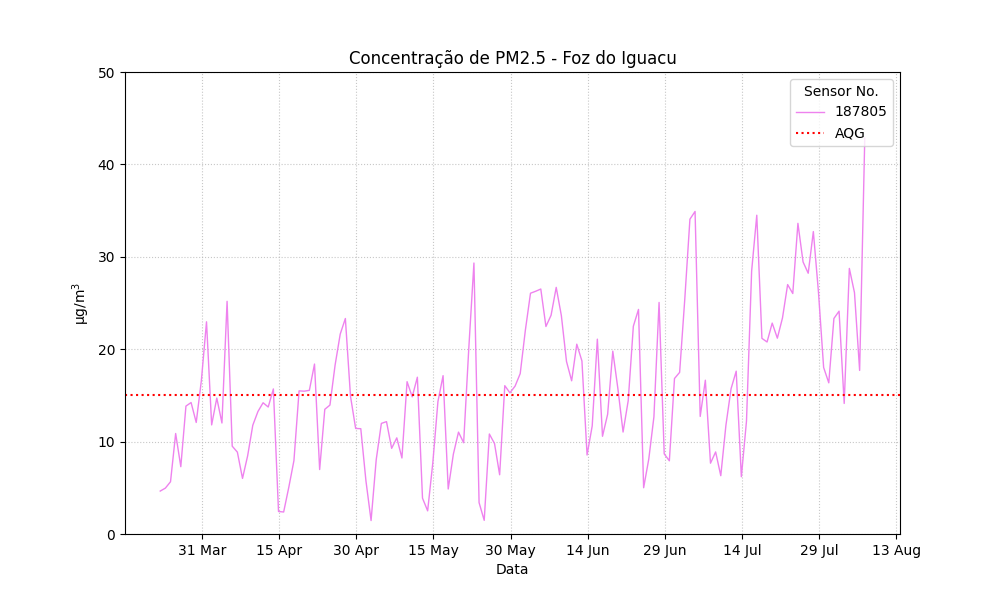 Concentração de PM2.5 - Foz do Iguacu
50
40
30
20
10
0
µg/m³
Sensor No.
187805
AQG
31 Mar 15 Apr 30 Apr 15 May 30 May 14 Jun 29 Jun 14 Jul 29 Jul 13 Aug
Data